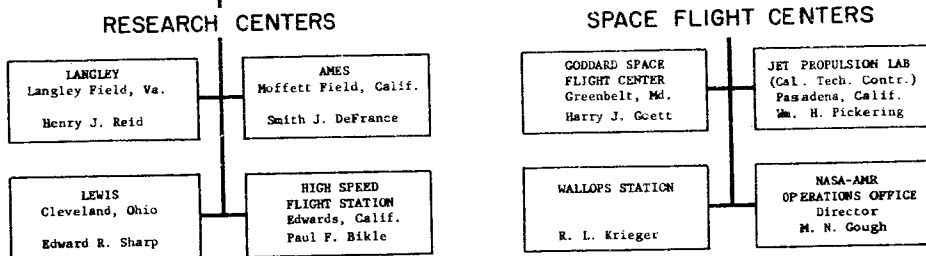 RESEARCH CENTERS
LANGLEY
Langley Field, Va.
Henry J. Reid
AMES
Moffett Field, Calif.
Smith J. DeFrance
LEWIS
Cleveland, Ohio
Edward R. Sharp
HIGH SPEED
FLIGHT STATION
Edwards, Calif.
Paul F. Bikle
SPACE FLIGHT CENTERS
GODDARD SPACE
FLIGHT CENTER
Greenbelt, Md.
Harry J. Goett
JET PROPULSION LAB
(Cal. Tech. Contr.)
Pasadena, Calif.
Wm. H. Pickering
WALLOPS STATION
R. L. Krieger
NASA-AMR
OPERATIONS OFFICE
Director
M. N. Gough